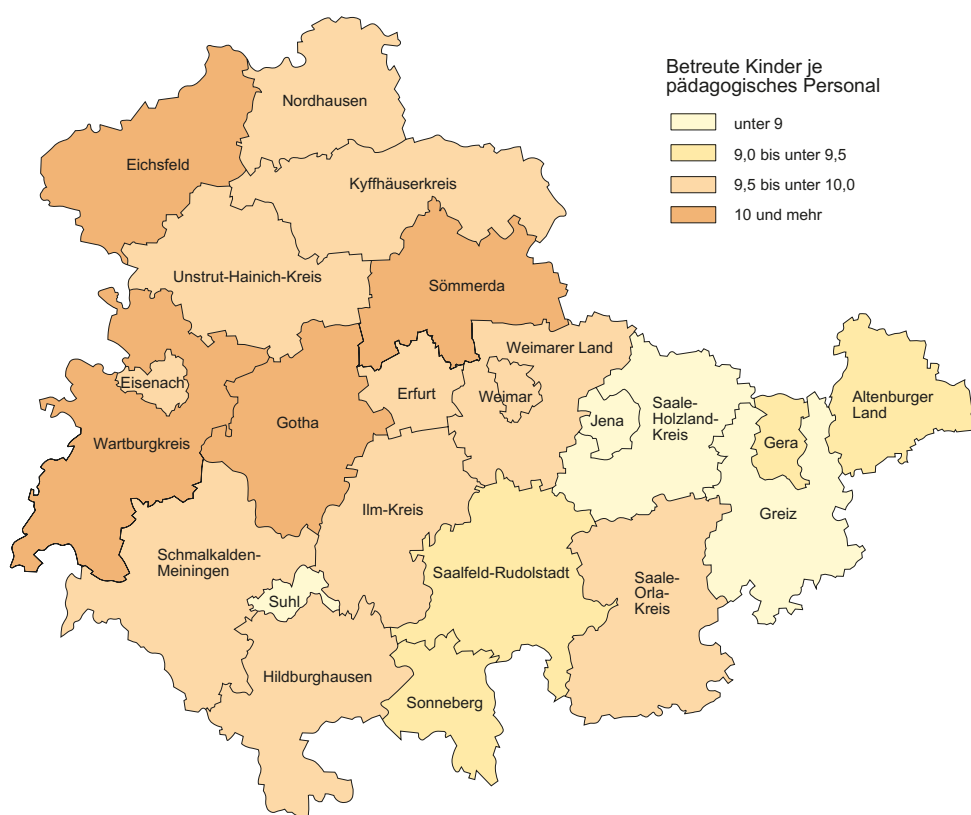 Betreute Kinder je
pädagogisches Personal
unter 9
9,0 bis unter 9,5
9,5 bis unter 10,0
10 und mehr
Nordhausen
Eichsfeld
Kyffhäuserkreis
Unstrut-Hainich-Kreis
Sömmerda
Weimarer Land
Eisenach
Erfurt
Weimar
Wartburgkreis
Gotha
Jena
Saale-
Holzland-
Kreis
Gera
Altenburger
Land
Ilm-Kreis
Greiz
Schmalkalden-
Meiningen
Suhl
Saalfeld-Rudolstadt
Saale-
Orla-
Kreis
Hildburghausen
Sonneberg